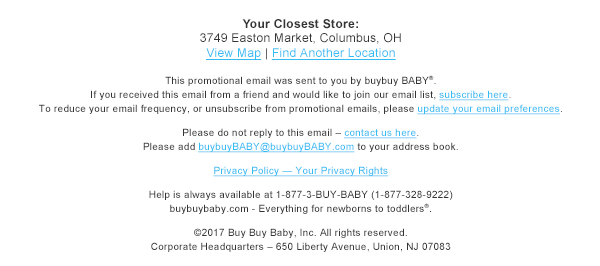 Your Closest Store:
3749 Easton Market, Columbus, OH
View Map | Find Another Location
This promotional email was sent to you by buybuy BABY®.
If you received this email from a friend and would like to join our email list, subscribe here.
To reduce your email frequency, or unsubscribe from promotional emails, please update your email preferences.
Please do not reply to this email – contact us here.
Please add buybuyBABY@buybuyBABY.com to your address book.
Privacy Policy — Your Privacy Rights
Help is always available at 1-877-3-BUY-BABY (1-877-328-9222)
buybuybaby.com - Everything for newborns to toddlers®.
©2017 Buy Buy Baby, Inc. All rights reserved.
Corporate Headquarters – 650 Liberty Avenue, Union, NJ 07083